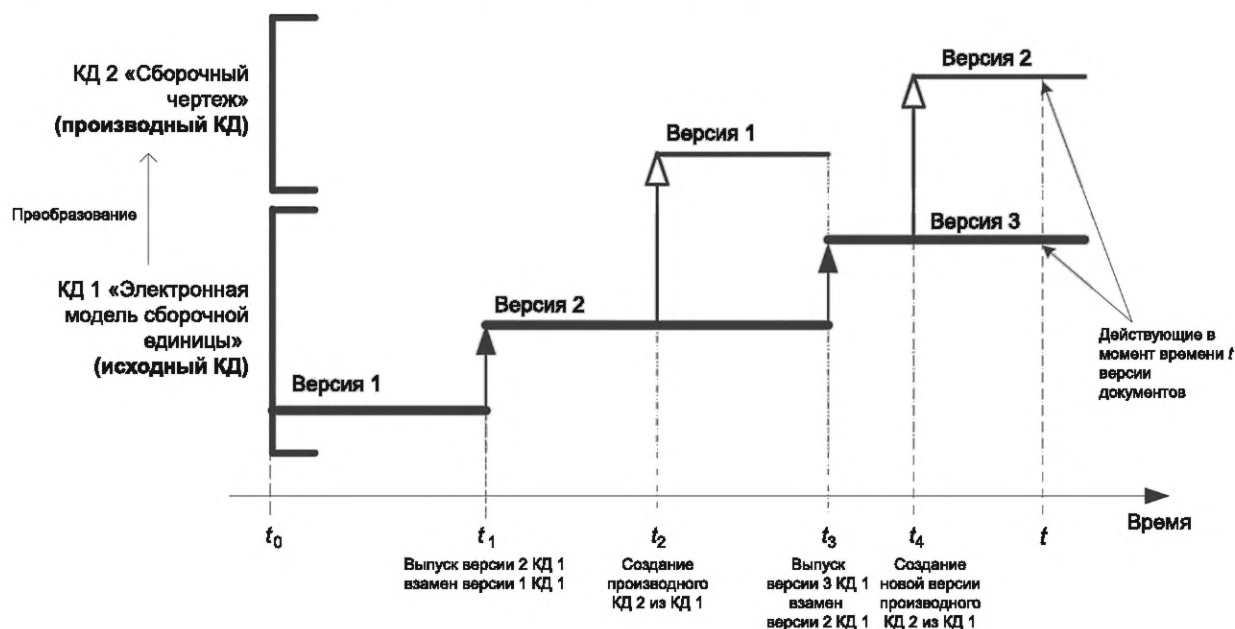 КД 2 «Сборочный
чертеж»
(производный КД)
Преобразование
КД 1 «Электронная
модель сборочной
единицы»
(исходный КД)
Версия 1
Версия 2
Версия 3
Версия 1
Версия 2
Действующие в
момент времени t
версии
документов
Время
t0
t1
t2
t3
t4
t
Выпуск версии 2 КД 1
взамен версии 1 КД 1
Создание
производного
КД 2 из КД 1
Выпуск
версии 3 КД 1
взамен
версии 2 КД 1
Создание
новой версии
производного
КД 2 из КД 1